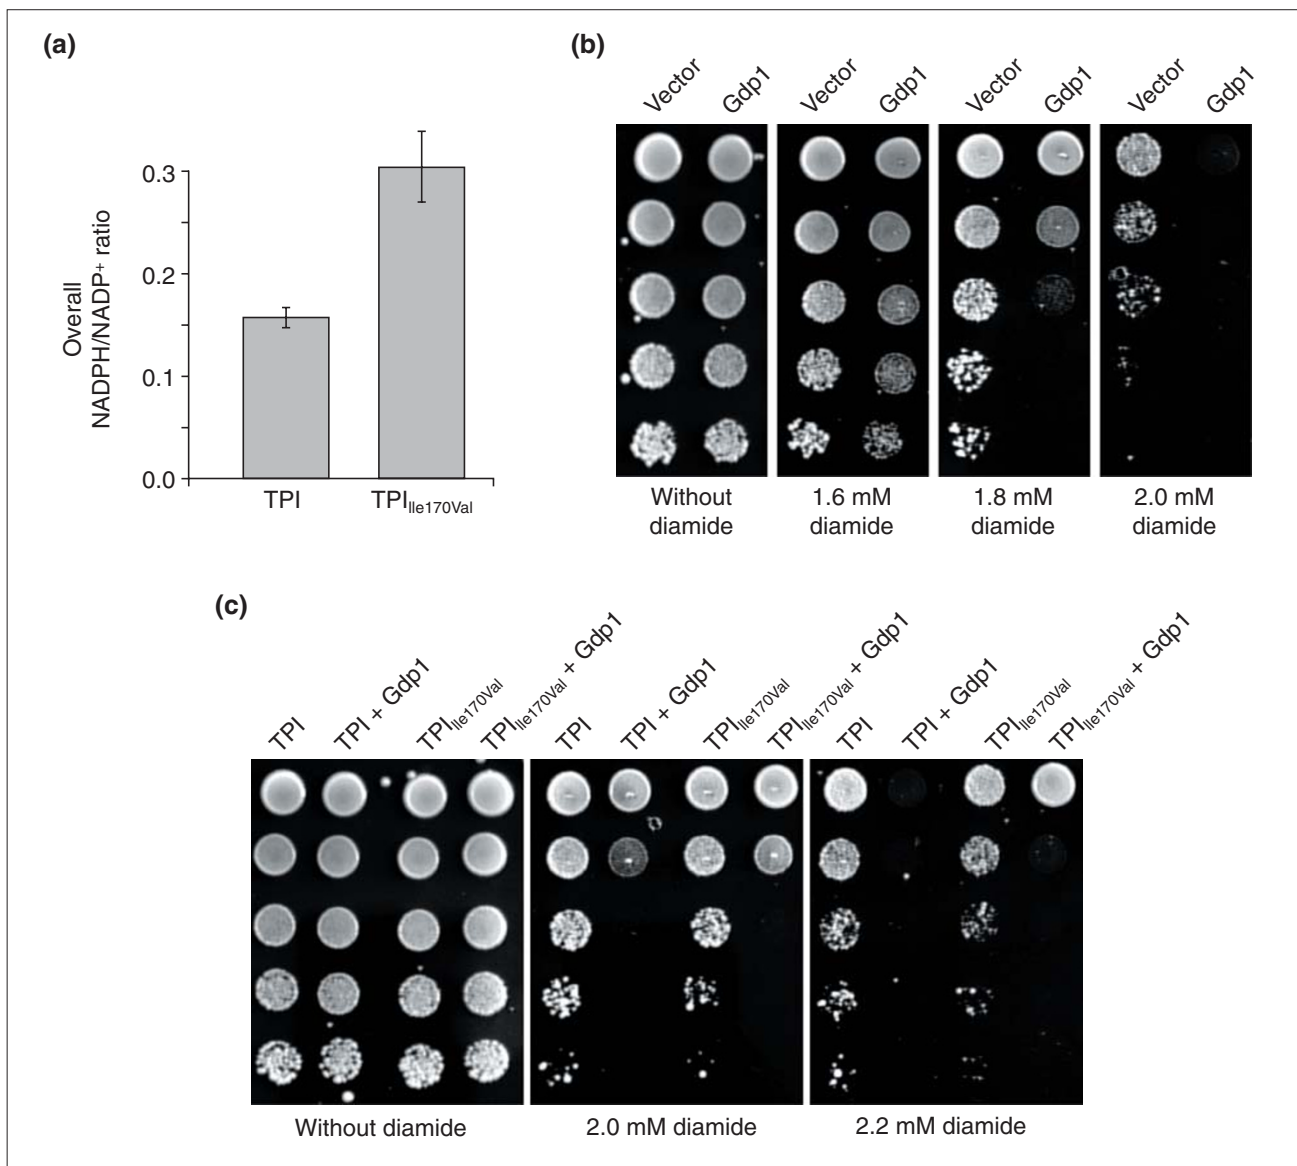 (a)
0.3
0.2
0.1
0.0
Overall
NADPH/NADP+ ratio
TPI
TPIIle170Val
(b)
Vector
Gdp1
Vector
Gdp1
Vector
Gdp1
Vector
Gdp1
Without
diamide
1.6 mM
diamide
1.8 mM
diamide
2.0 mM
diamide
(c)
TPI
TPI + Gdp1
TPIIle170Val
TPIIle170Val + Gdp1
TPI
TPI + Gdp1
TPIIle170Val
TPIIle170Val + Gdp1
TPI
TPI + Gdp1
TPIIle170Val
TPIIle170Val + Gdp1
Without diamide
2.0 mM diamide
2.2 mM diamide